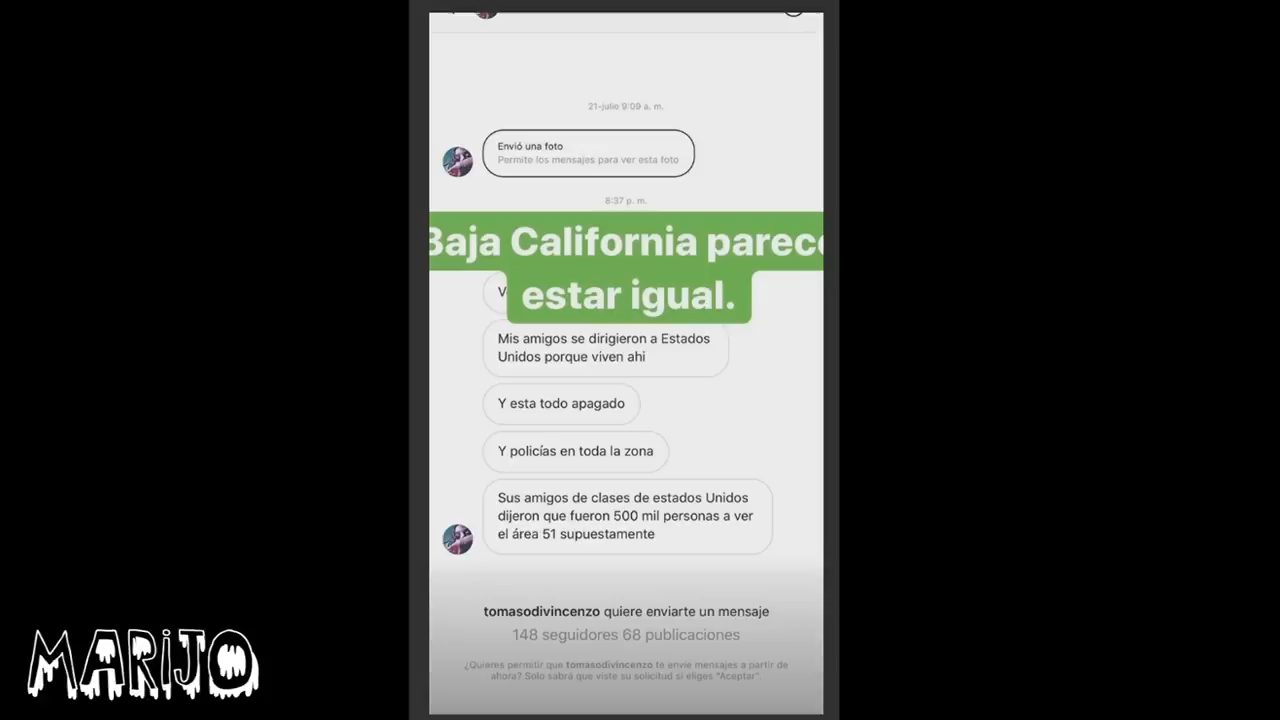 21-julio 9:09 a. m.
Envió una foto
Permite los mensajes para ver esta foto
8:37 p. m.
Baja California parece
estar igual.
Mis amigos se dirigieron a Estados
Unidos porque viven ahi
Y esta todo apagado
Y policías en toda la zona
Sus amigos de clases de estados Unidos
dijeron que fueron 500 mil personas a ver
el área 51 supuestamente
tomasodivincenzo quiere enviarte un mensaje
148 seguidores 68 publicaciones
¿Quieres permitir que tomasodivincenzo te envíe mensajes a partir de
ahora? Solo sabrá que viste su solicitud si eliges "Aceptar".
MARiJO